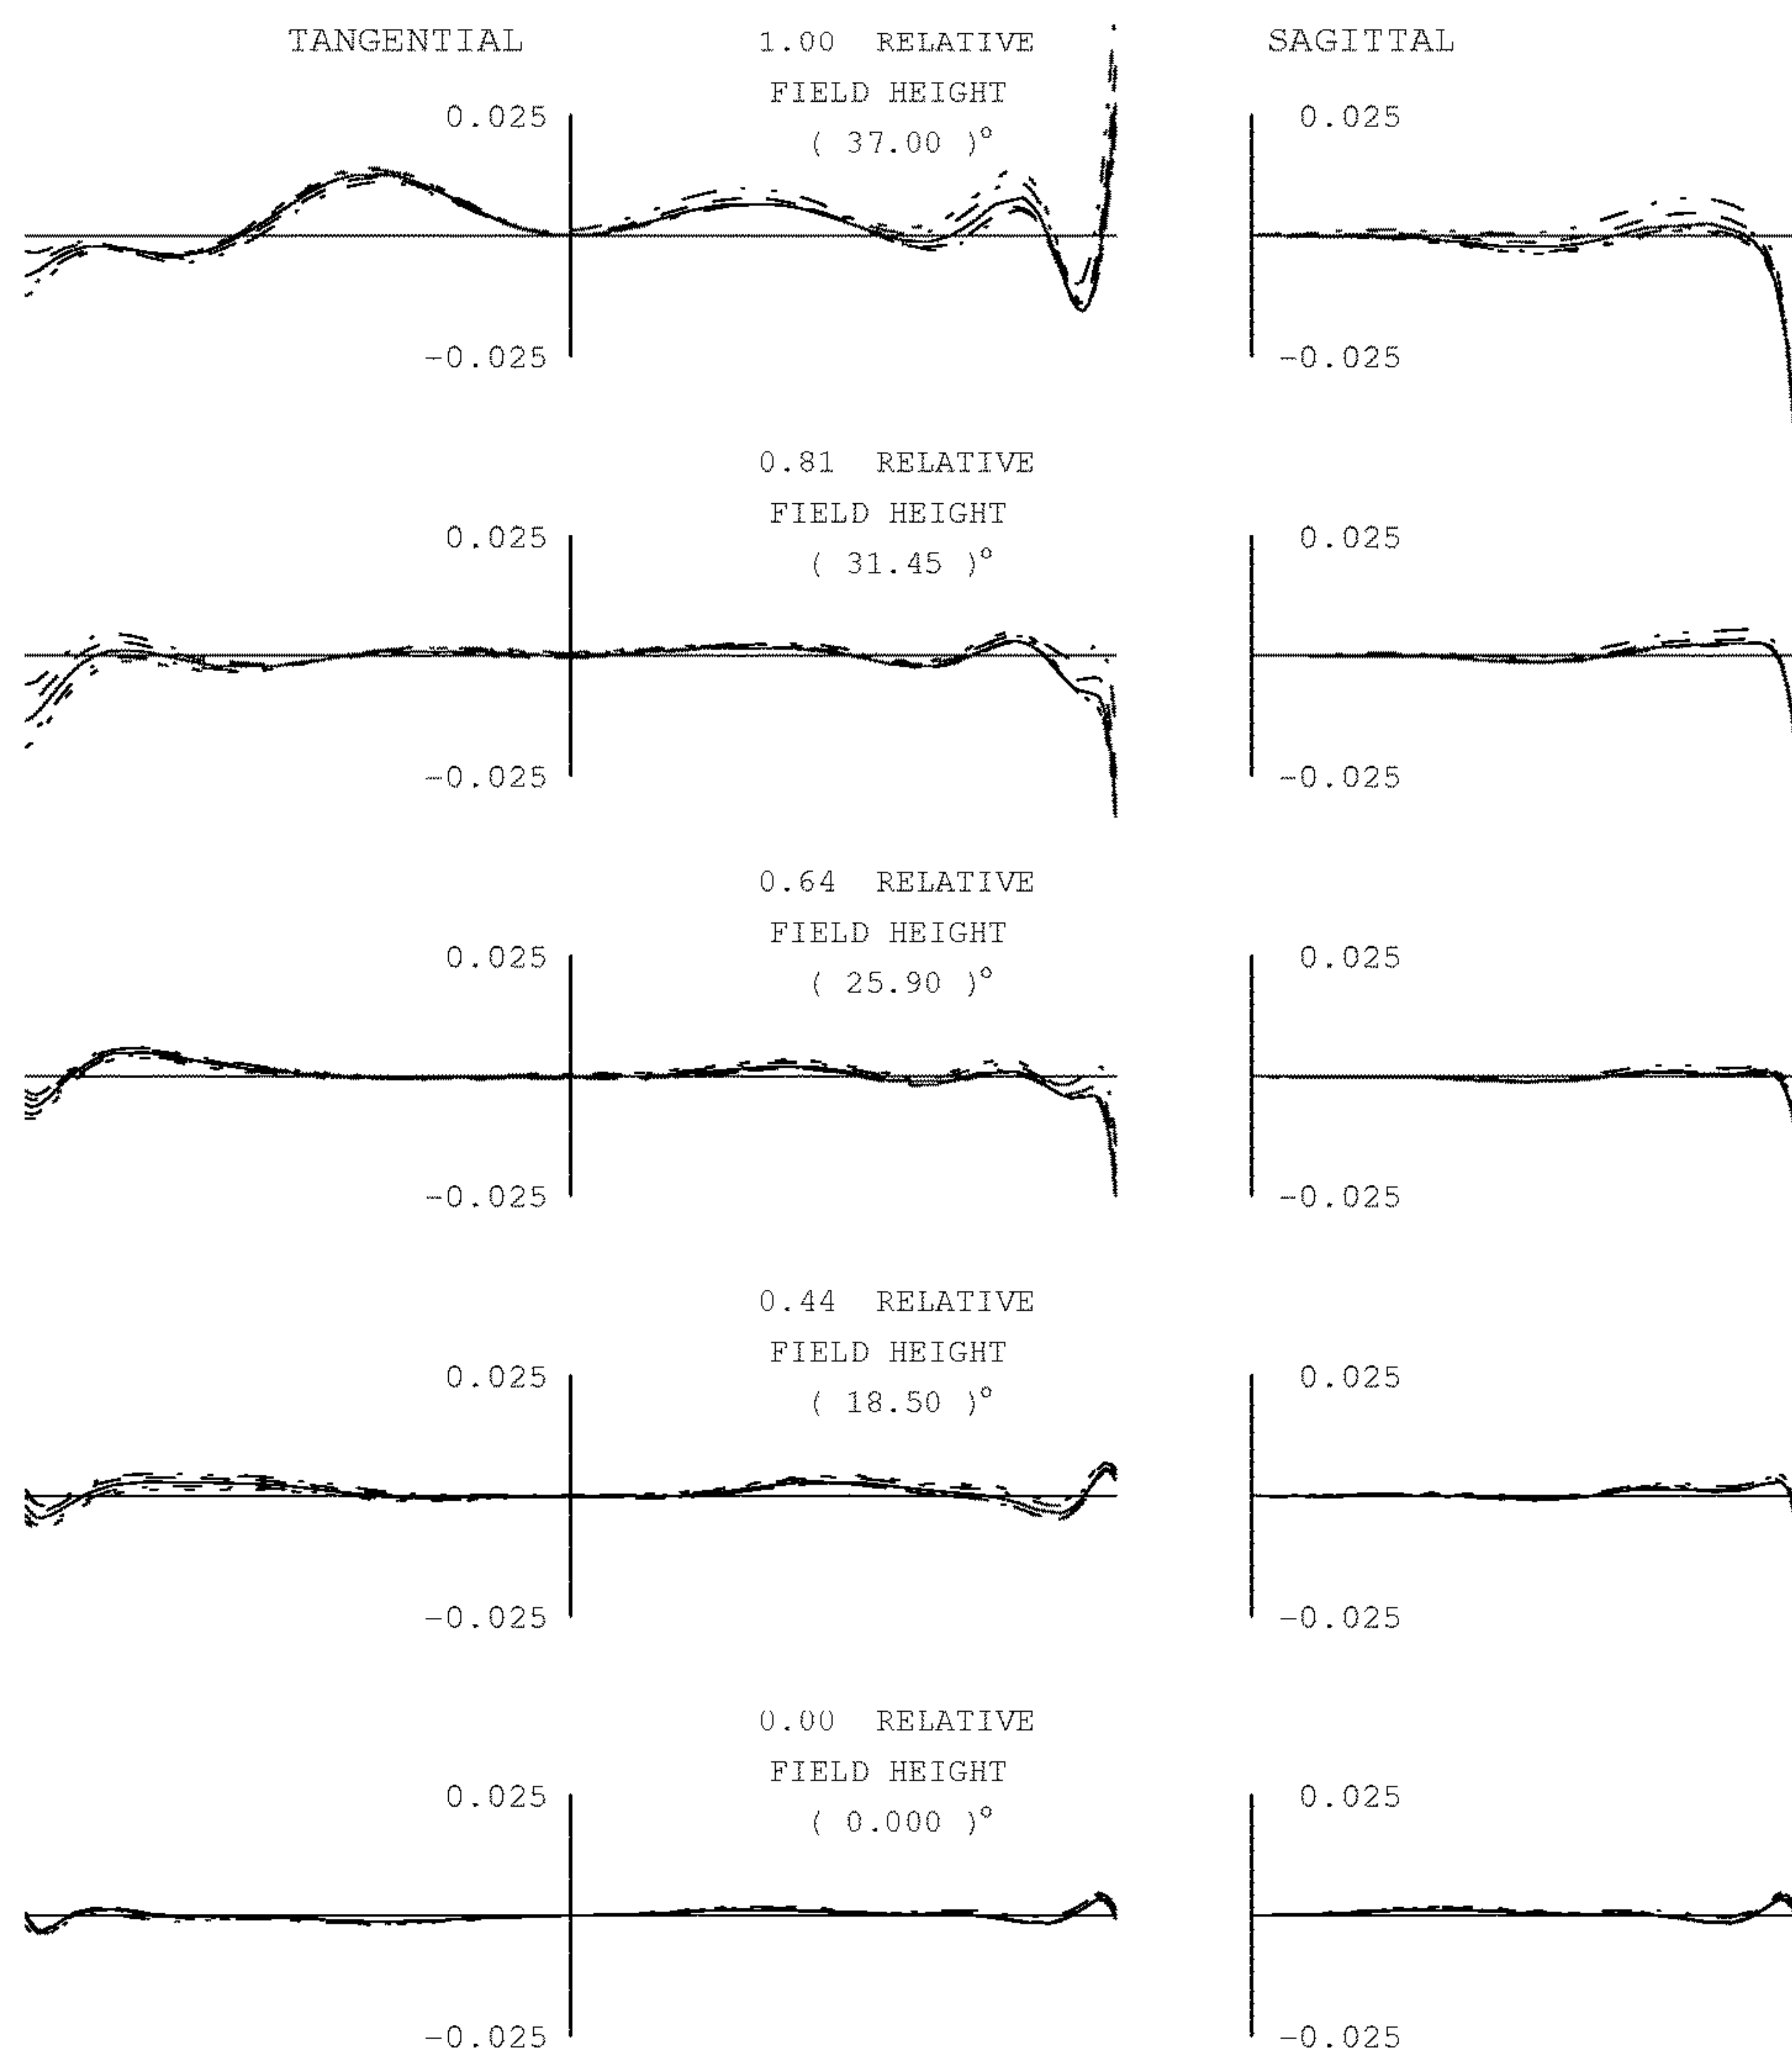 TANGENTIAL 1.00 RELATIVE SAGITTAL
FIELD HEIGHT
0.025 ( 37.00 )° 0.025
-0.025 -0.025
0.81 RELATIVE
FIELD HEIGHT
0.025 ( 31.45 )° 0.025
-0.025 -0.025
0.64 RELATIVE
FIELD HEIGHT
0.025 ( 25.90 )° 0.025
-0.025 -0.025
0.44 RELATIVE
FIELD HEIGHT
0.025 ( 18.50 )° 0.025
-0.025 -0.025
0.00 RELATIVE
FIELD HEIGHT
0.025 ( 0.000 )° 0.025
-0.025 -0.025